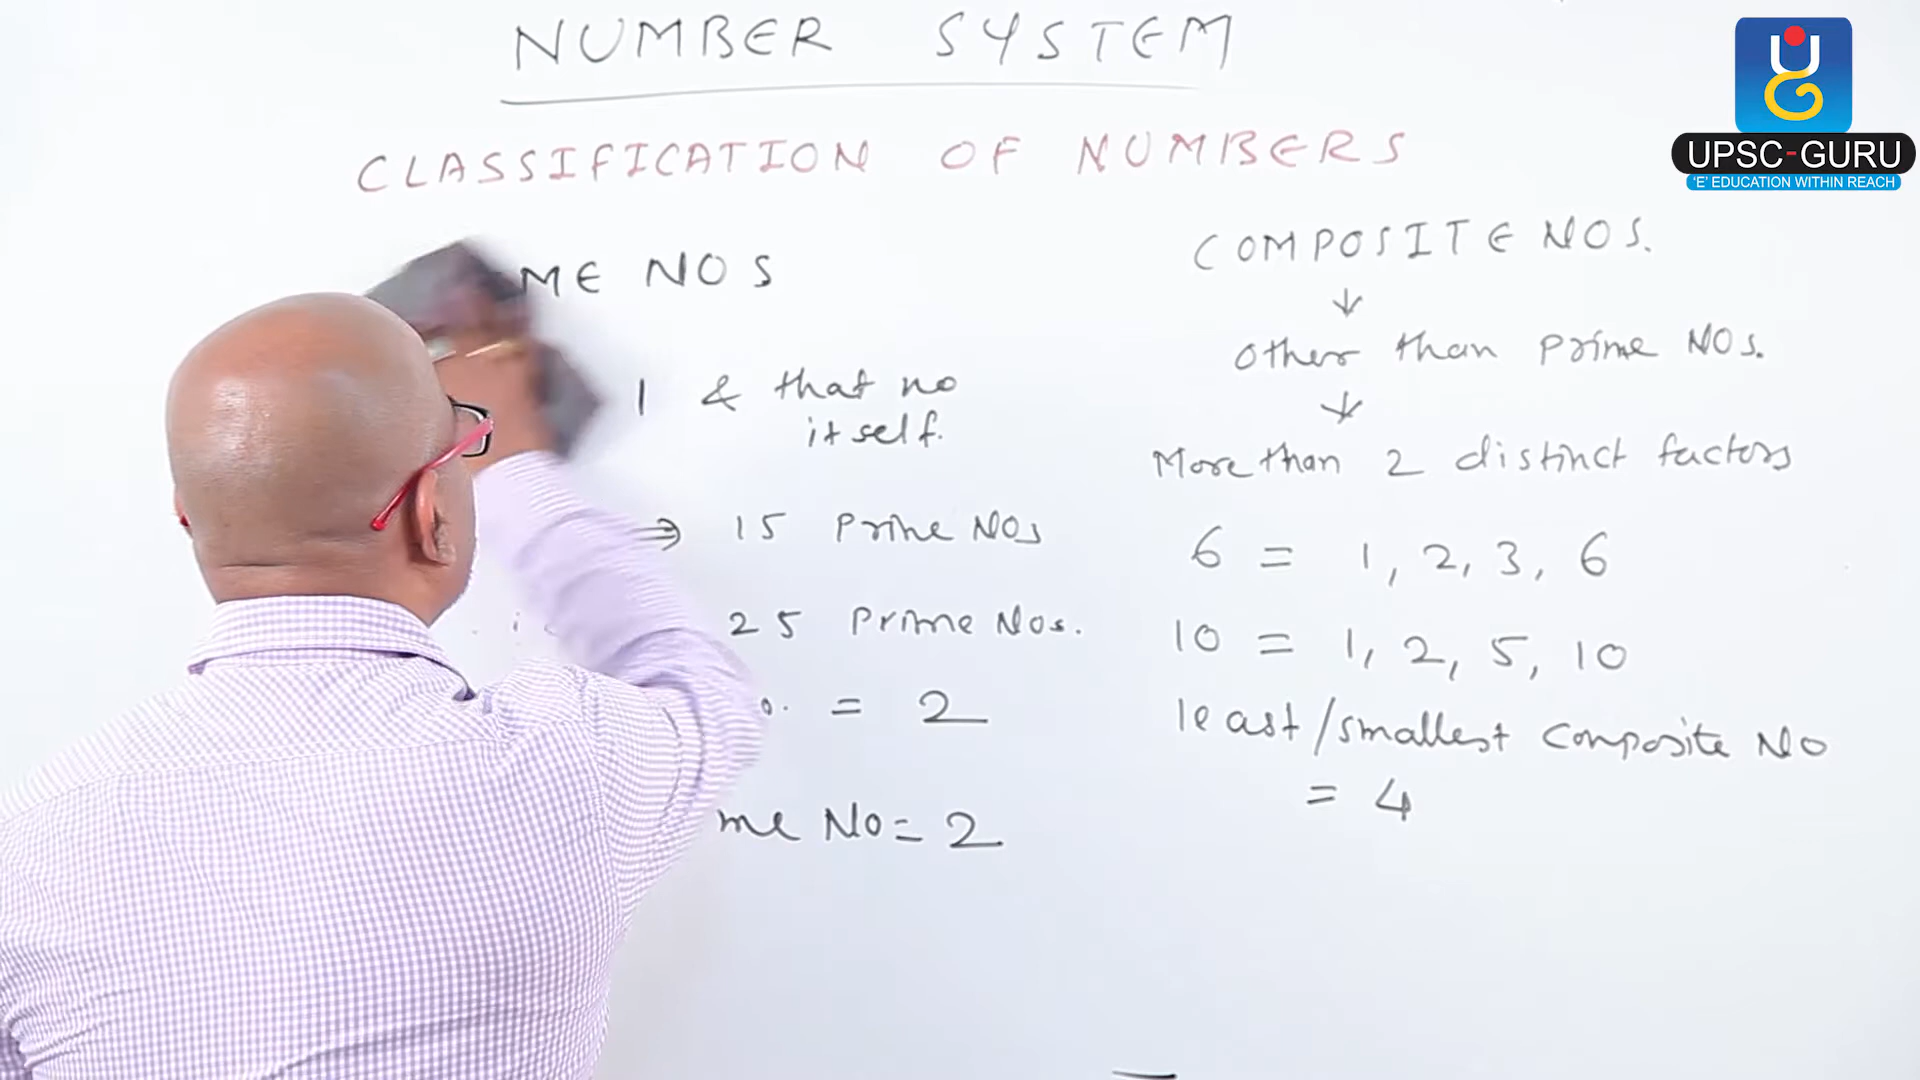 NUMBER SYSTEM
CLASSIFICATION OF NUMBERS
ME NOS
1 & that no
itself.
⇒ 15 Prime NOs
25 Prime Nos.
o. = 2
me No = 2
COMPOSITE NOS.
↓
Other than prime NOs.
↓
More than 2 distinct factors
6 = 1, 2, 3, 6
10 = 1, 2, 5, 10
least/smallest composite No
= 4
UG
UPSC-GURU
'E' EDUCATION WITHIN REACH